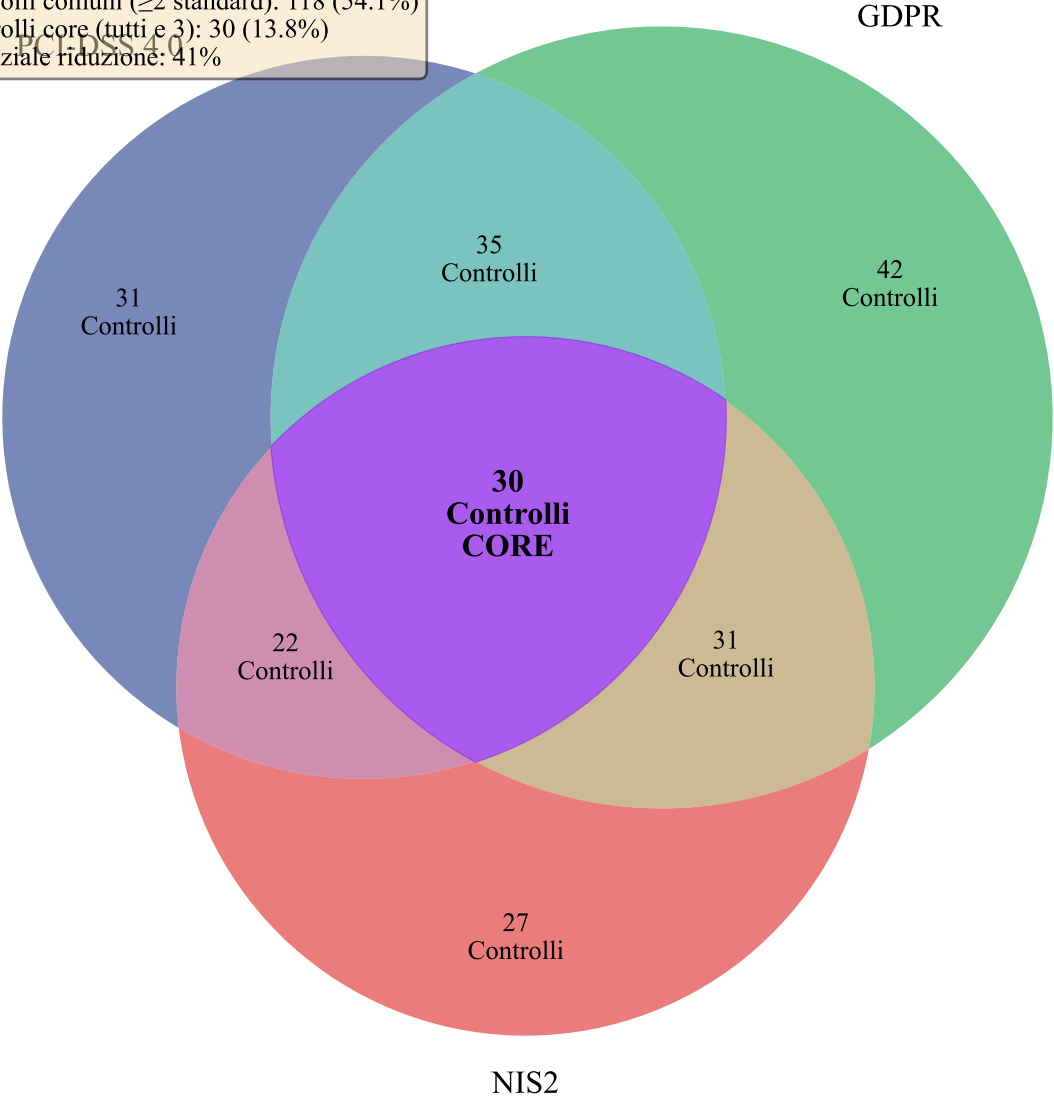 olli comuni (≥2 standard): 118 (54.1%)
rolli core (tutti e 3): 30 (13.8%)
ziale riduzione: 41%
PCI-DSS 4.0
GDPR
35
Controlli
42
Controlli
31
Controlli
30
Controlli
CORE
22
Controlli
31
Controlli
27
Controlli
NIS2